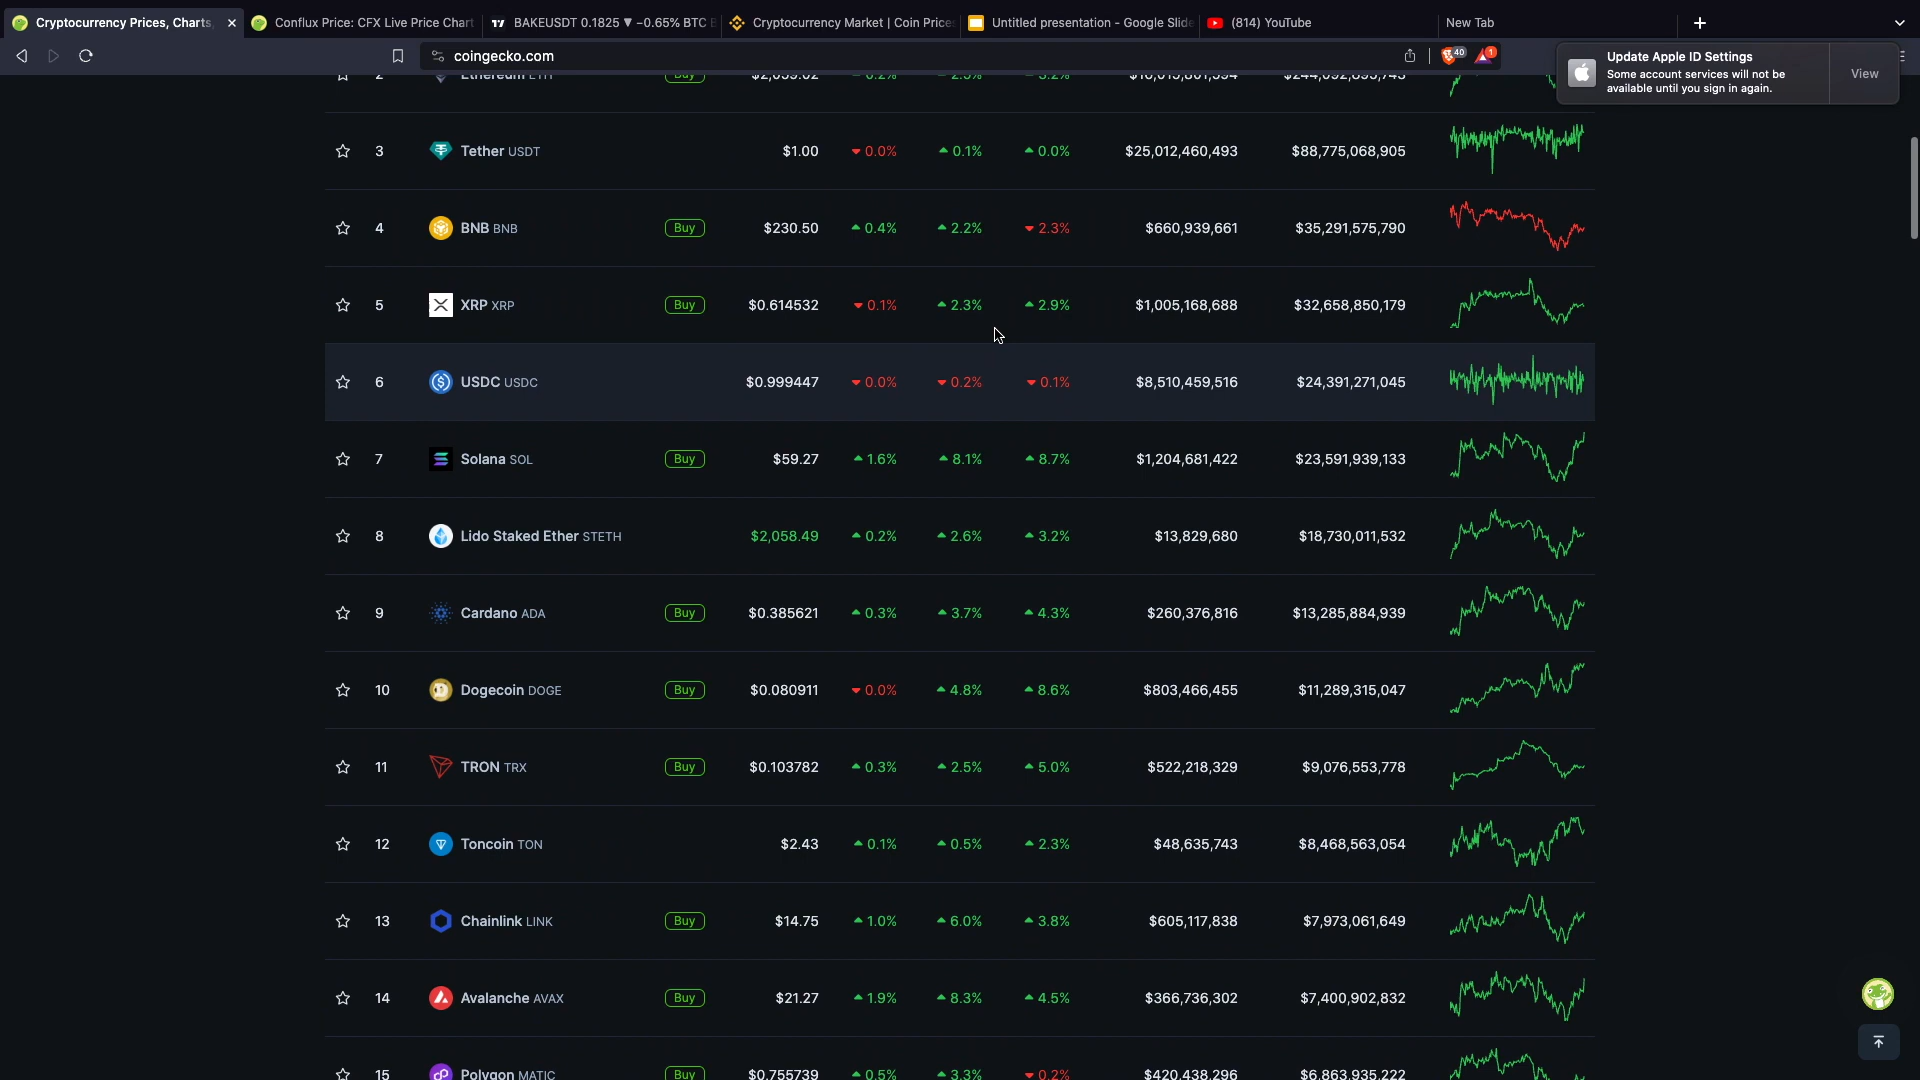 Cryptocurrency Prices, Charts,
Conflux Price: CFX Live Price Chart
BAKEUSDT 0.1825 ▼ −0.65% BTC
Cryptocurrency Market | Coin Price
Untitled presentation - Google Slide
(814) YouTube
New Tab
coingecko.com
40
1
Update Apple ID Settings
Some account services will not be
available until you sign in again.
View
2 Ethereum ETH Buy
3 Tether USDT $1.00 0.0% 0.1% 0.0% $25,012,460,493 $88,775,068,905
4 BNB BNB Buy $230.50 0.4% 2.2% 2.3% $660,939,661 $35,291,575,790
5 XRP XRP Buy $0.614532 0.1% 2.3% 2.9% $1,005,168,688 $32,658,850,179
6 USDC USDC $0.999447 0.0% 0.2% 0.1% $8,510,459,516 $24,391,271,045
7 Solana SOL Buy $59.27 1.6% 8.1% 8.7% $1,204,681,422 $23,591,939,133
8 Lido Staked Ether STETH $2,058.49 0.2% 2.6% 3.2% $13,829,680 $18,730,011,532
9 Cardano ADA Buy $0.385621 0.3% 3.7% 4.3% $260,376,816 $13,285,884,939
10 Dogecoin DOGE Buy $0.080911 0.0% 4.8% 8.6% $803,466,455 $11,289,315,047
11 TRON TRX Buy $0.103782 0.3% 2.5% 5.0% $522,218,329 $9,076,553,778
12 Toncoin TON $2.43 0.1% 0.5% 2.3% $48,635,743 $8,468,563,054
13 Chainlink LINK Buy $14.75 1.0% 6.0% 3.8% $605,117,838 $7,973,061,649
14 Avalanche AVAX Buy $21.27 1.9% 8.3% 4.5% $366,736,302 $7,400,902,832
15 Polygon MATIC Buy $0.755739 0.5% 3.3% 0.2% $420,438,296 $6,863,935,222